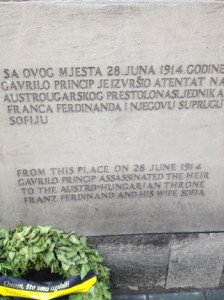 SA OVOG MJESTA 28. JUNA 1914. GODINE
GAVRILO PRINCIP JE IZVRŠIO ATENTAT NA
AUSTROUGARSKOG PRESTOLONASLJEDNIKA
FRANCA FERDINANDA I NJEGOVU SUPRUGU
SOFIJU
FROM THIS PLACE ON 28 JUNE 1914
GAVRILO PRINCIP ASSASSINATED THE HEIR
TO THE AUSTRO-HUNGARIAN THRONE
FRANZ FERDINAND AND HIS WIFE SOFIA